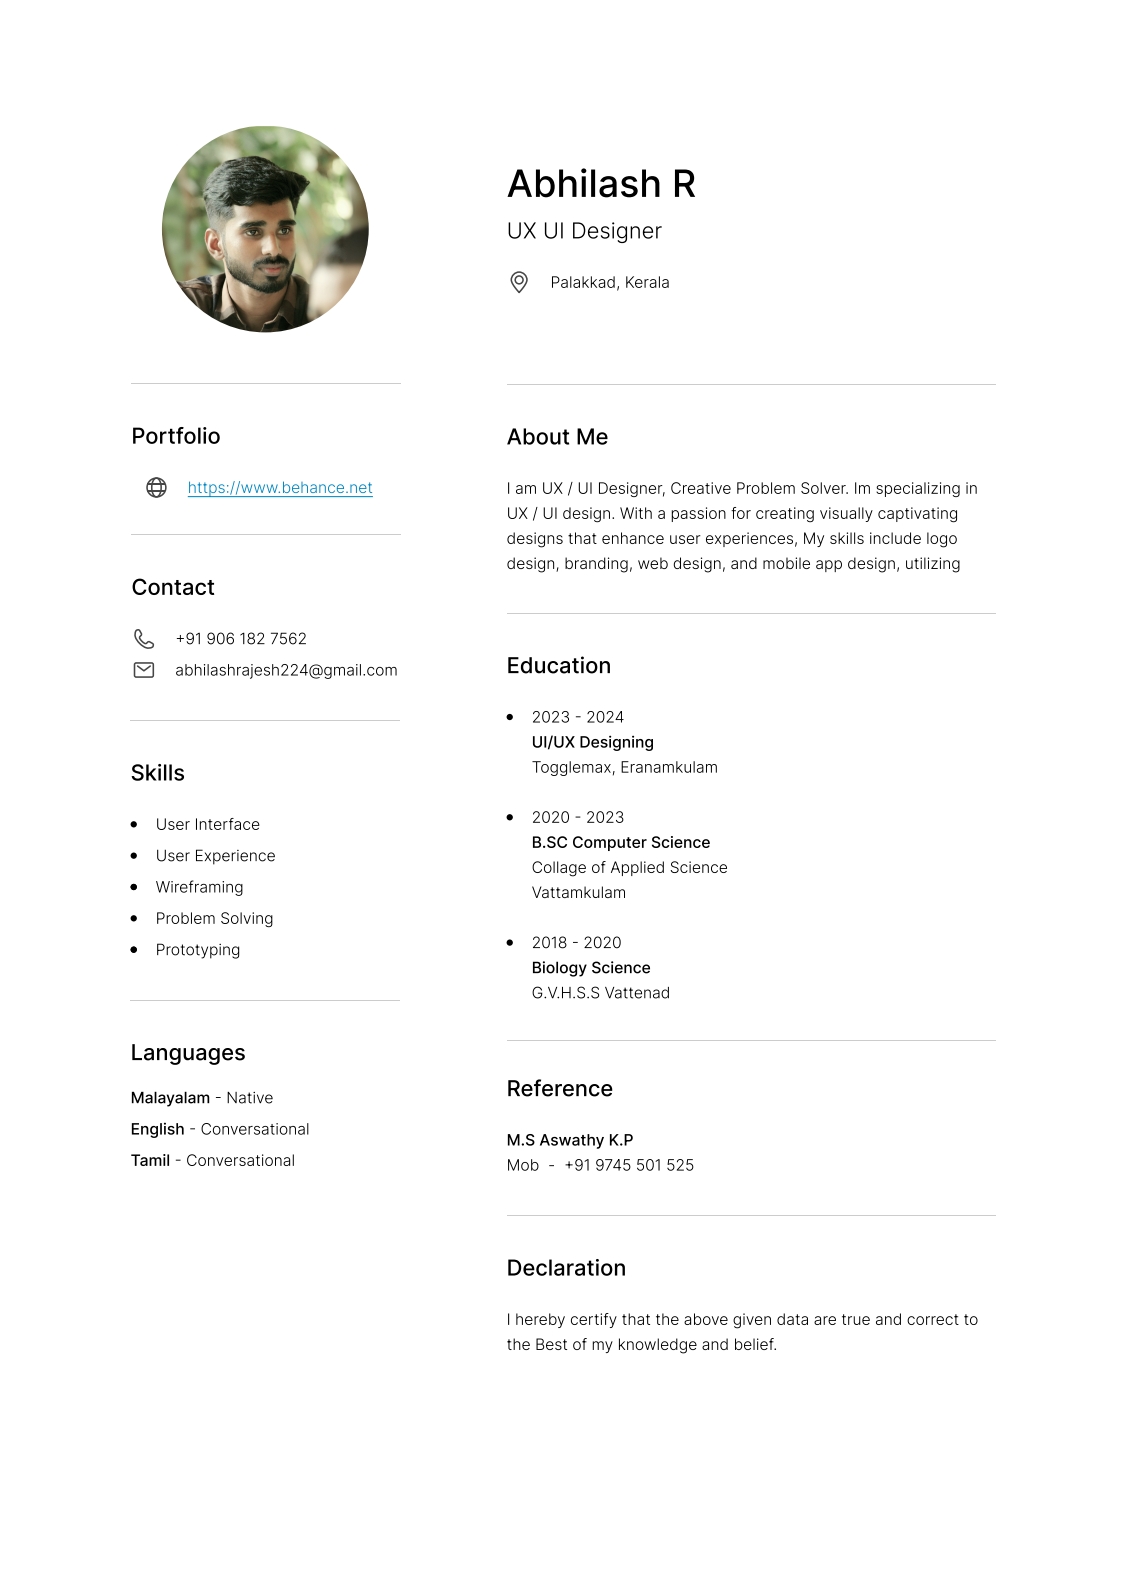 Abhilash R
UX UI Designer
Palakkad, Kerala
Portfolio
https://www.behance.net
Contact
+91 906 182 7562
abhilashrajesh224@gmail.com
Skills
User Interface
User Experience
Wireframing
Problem Solving
Prototyping
Languages
Malayalam - Native
English - Conversational
Tamil - Conversational
About Me
I am UX / UI Designer, Creative Problem Solver. Im specializing in
UX / UI design. With a passion for creating visually captivating
designs that enhance user experiences, My skills include logo
design, branding, web design, and mobile app design, utilizing
Education
2023 - 2024
UI/UX Designing
Togglemax, Eranamkulam
2020 - 2023
B.SC Computer Science
Collage of Applied Science
Vattamkulam
2018 - 2020
Biology Science
G.V.H.S.S Vattenad
Reference
M.S Aswathy K.P
Mob - +91 9745 501 525
Declaration
I hereby certify that the above given data are true and correct to
the Best of my knowledge and belief.